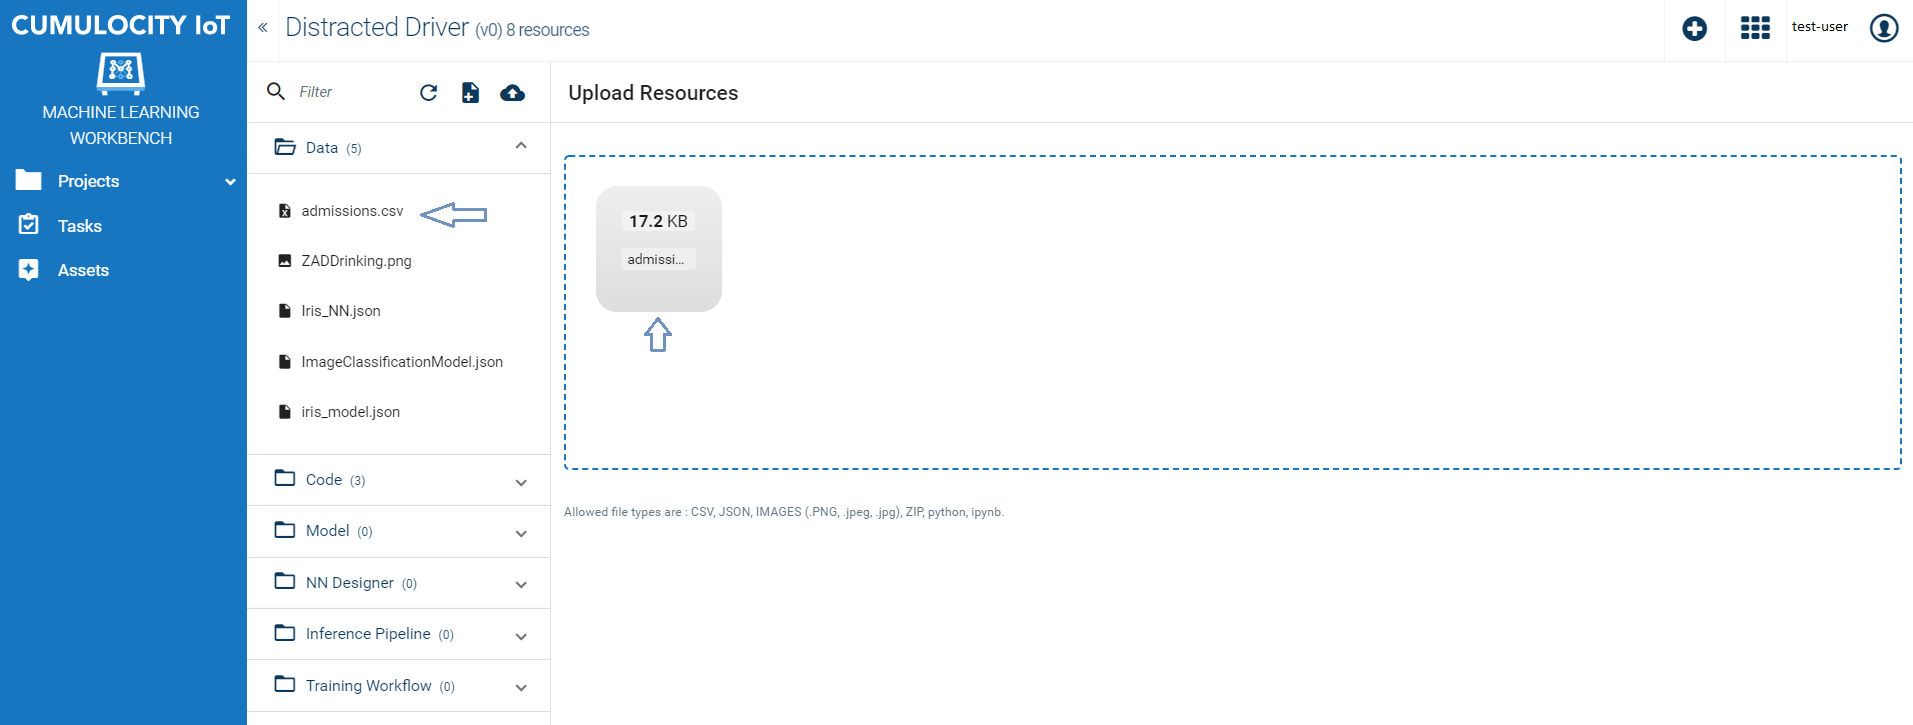 CUMULOCITY IoT
MACHINE LEARNING
WORKBENCH
Projects
Tasks
Assets
Distracted Driver (v0) 8 resources
test-user
Filter
Data (5)
admissions.csv
ZADDrinking.png
Iris_NN.json
ImageClassificationModel.json
iris_model.json
Code (3)
Model (0)
NN Designer (0)
Inference Pipeline (0)
Training Workflow (0)
Upload Resources
17.2 KB
admissi...
Allowed file types are : CSV, JSON, IMAGES (.PNG, .jpeg, .jpg), ZIP, python, ipynb.